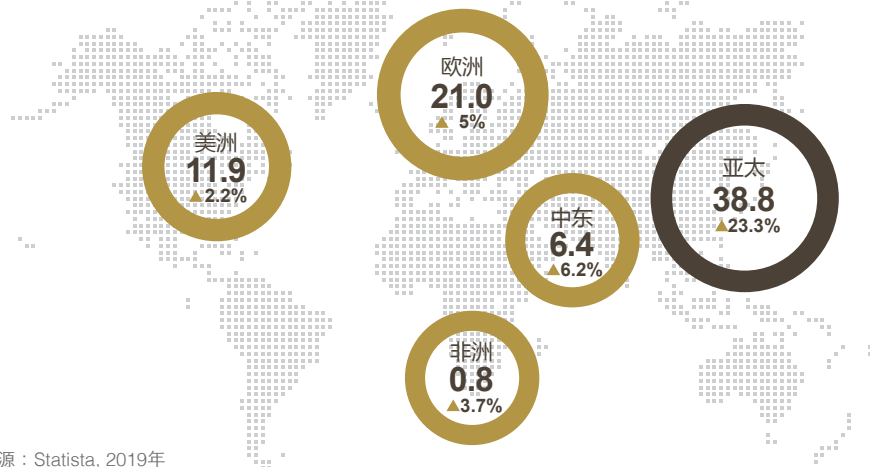 欧洲
21.0
▲ 5%
美洲
11.9
▲2.2%
亚太
38.8
▲23.3%
中东
6.4
▲6.2%
非洲
0.8
▲3.7%
源：Statista, 2019年